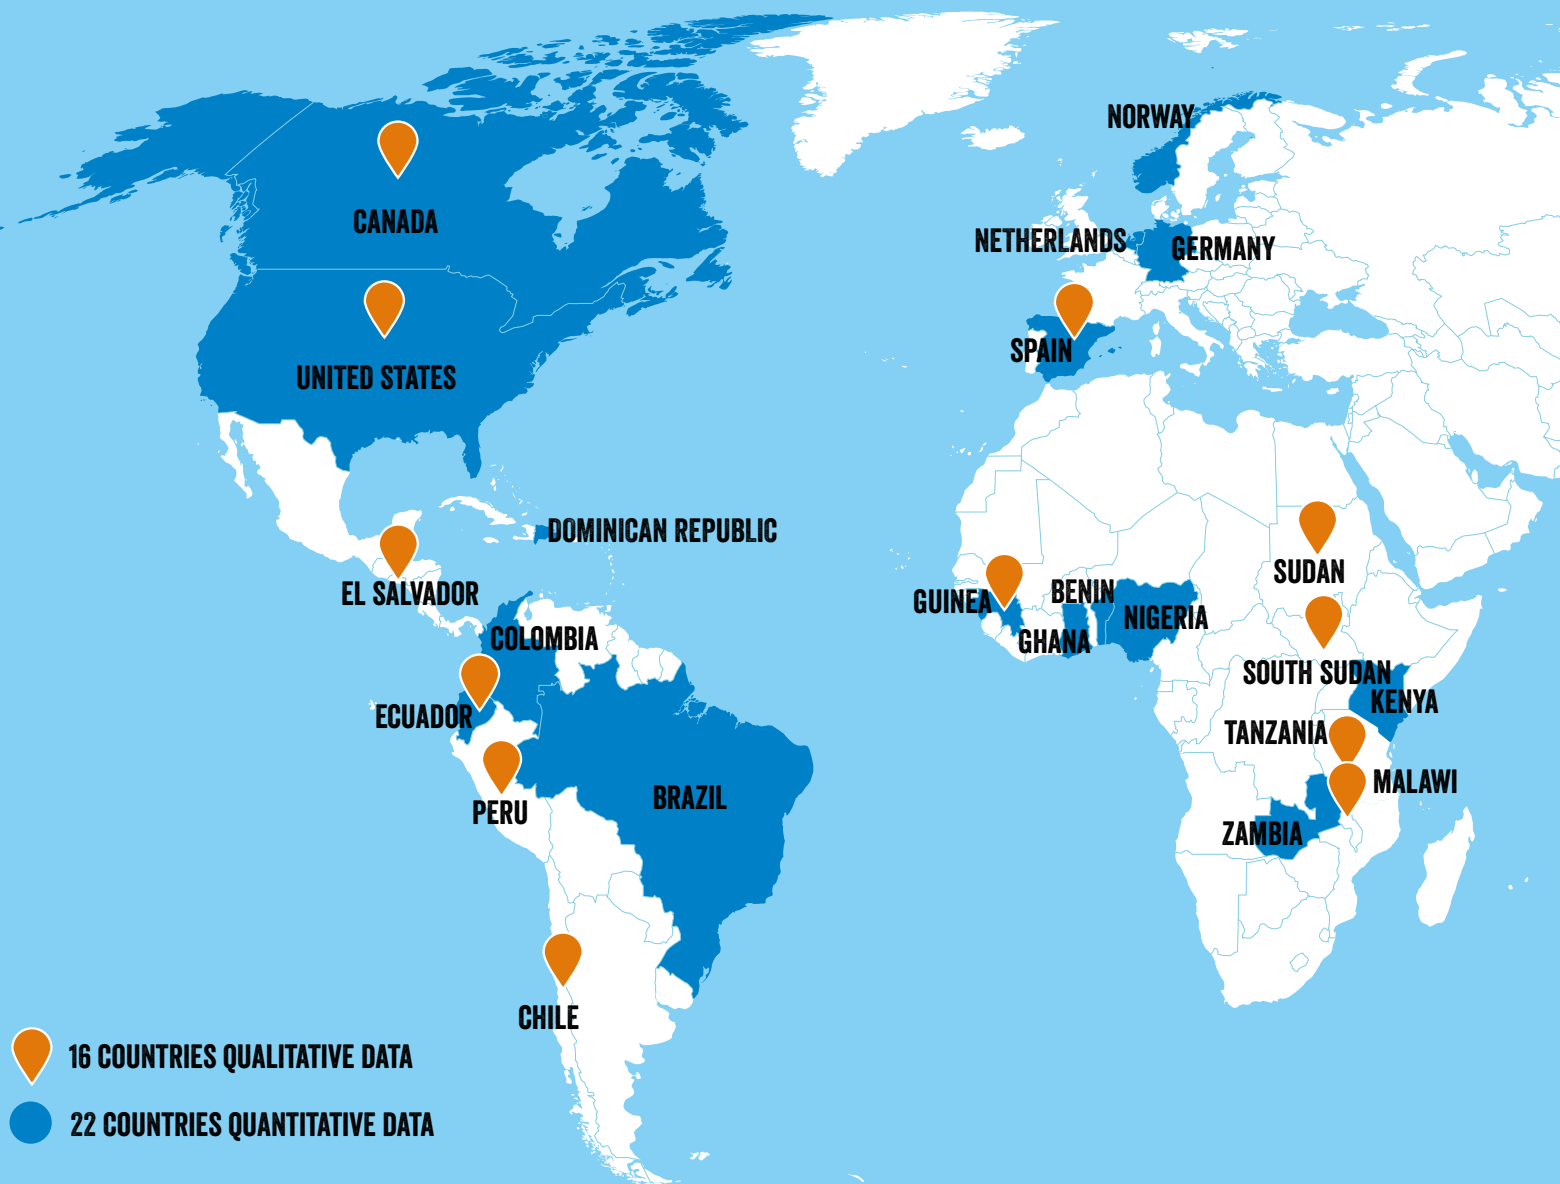 NORWAY
CANADA
NETHERLANDS
GERMANY
SPAIN
UNITED STATES
DOMINICAN REPUBLIC
EL SALVADOR
SUDAN
GUINEA
BENIN
NIGERIA
GHANA
COLOMBIA
SOUTH SUDAN
KENYA
ECUADOR
TANZANIA
MALAWI
PERU
BRAZIL
ZAMBIA
CHILE
16 COUNTRIES QUALITATIVE DATA
22 COUNTRIES QUANTITATIVE DATA